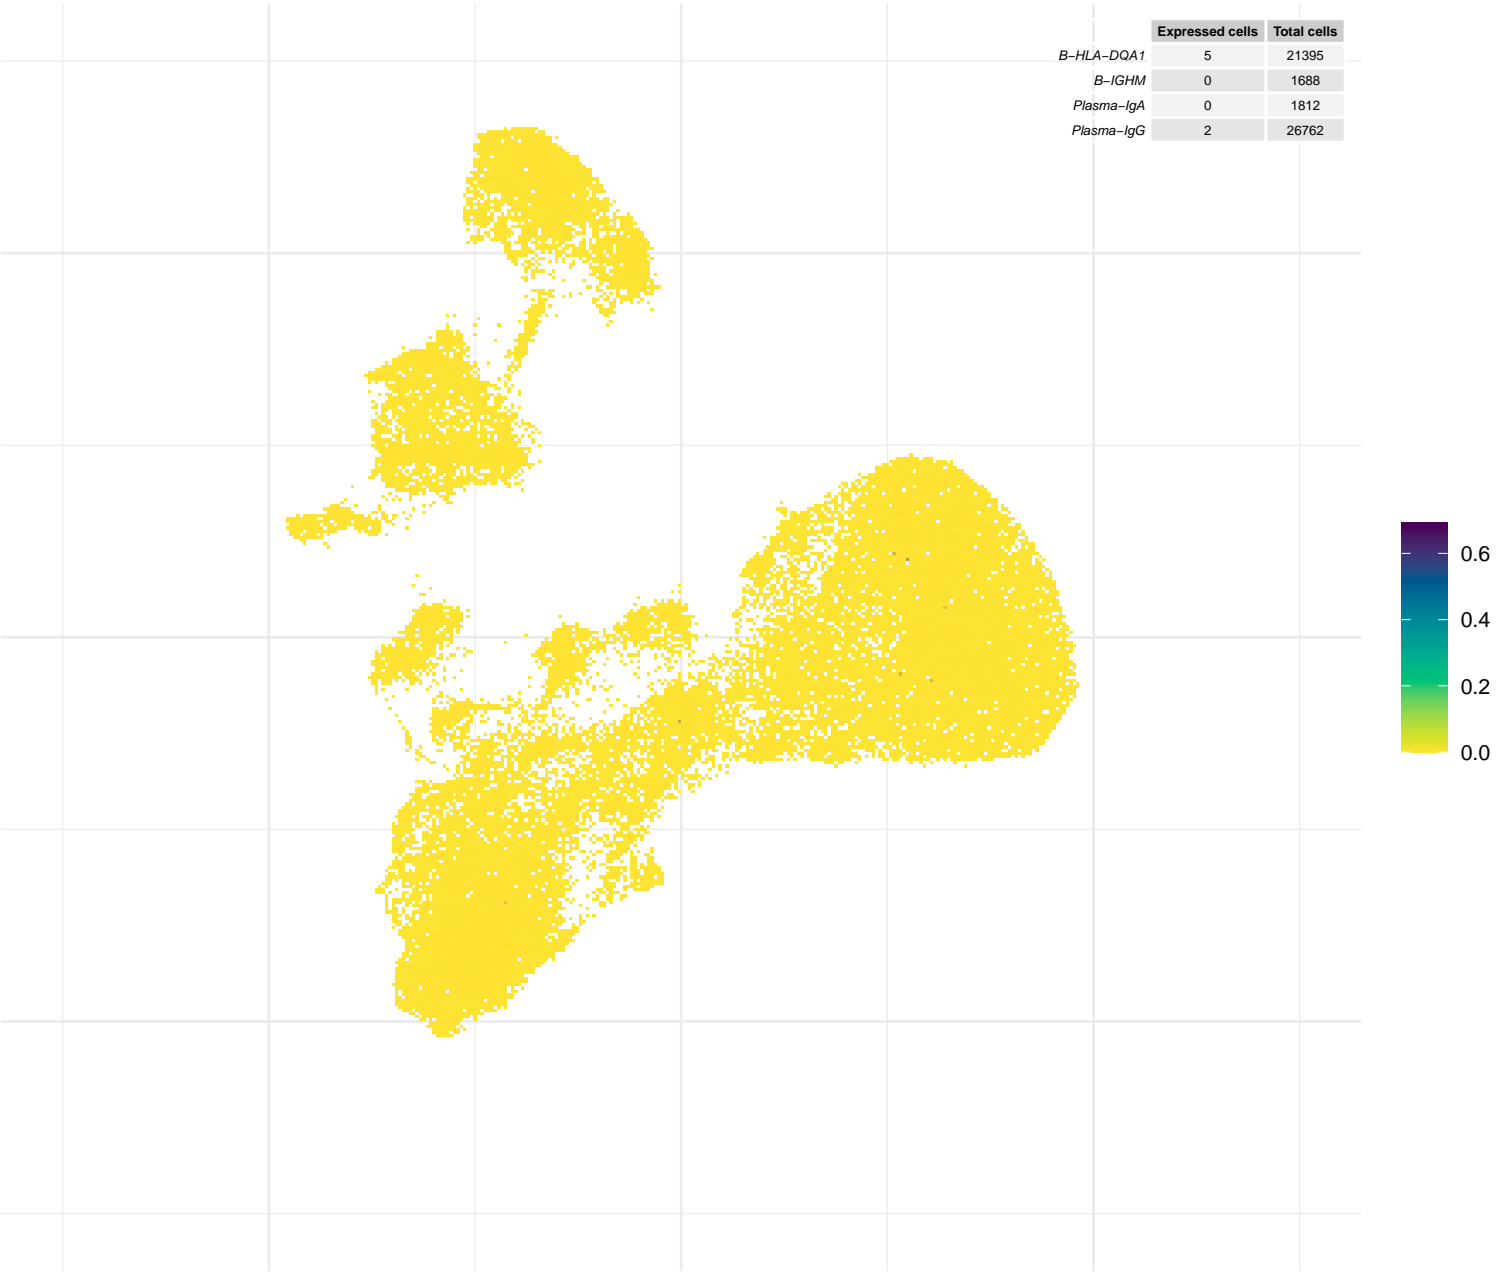 Expressed cells Total cells
B−HLA−DQA1 5 21395
B−IGHM 0 1688
Plasma−IgA 0 1812
Plasma−IgG 2 26762
0.6
0.4
0.2
0.0